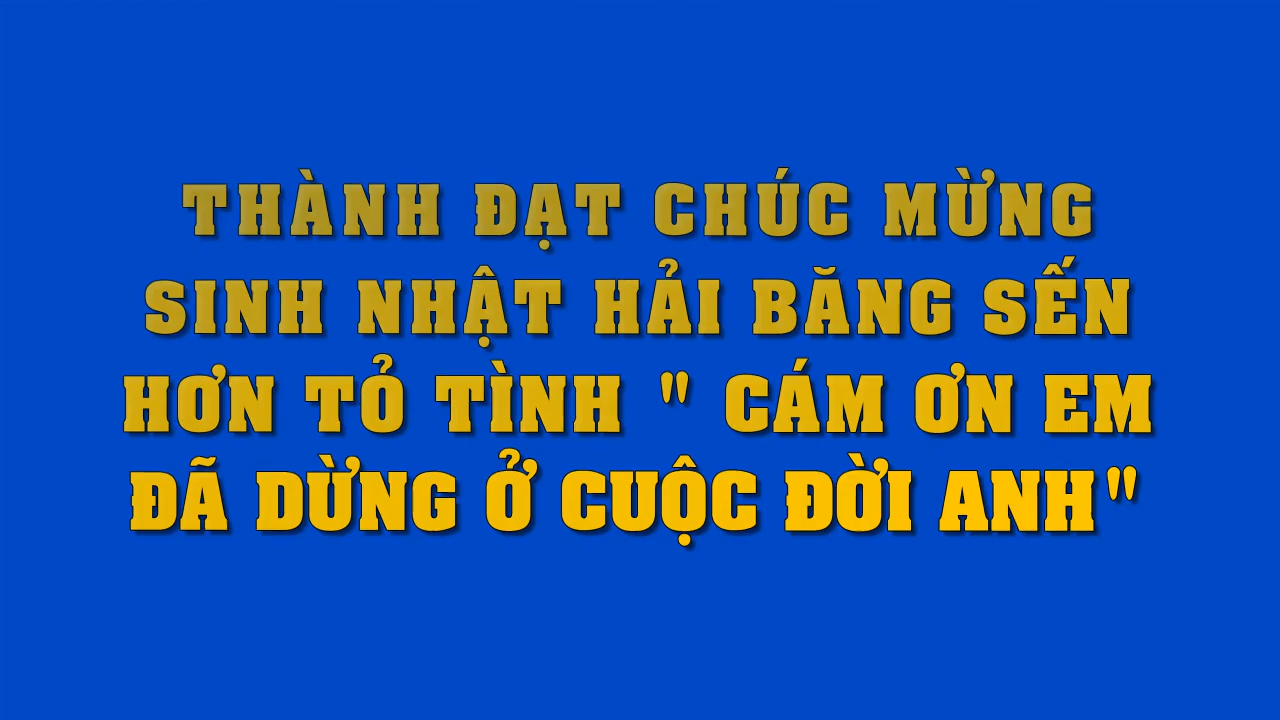 THÀNH ĐẠT CHÚC MỪNG
SINH NHẬT HẢI BĂNG SẾN
HƠN TỎ TÌNH " CÁM ƠN EM
ĐÃ DỪNG Ở CUỘC ĐỜI ANH"